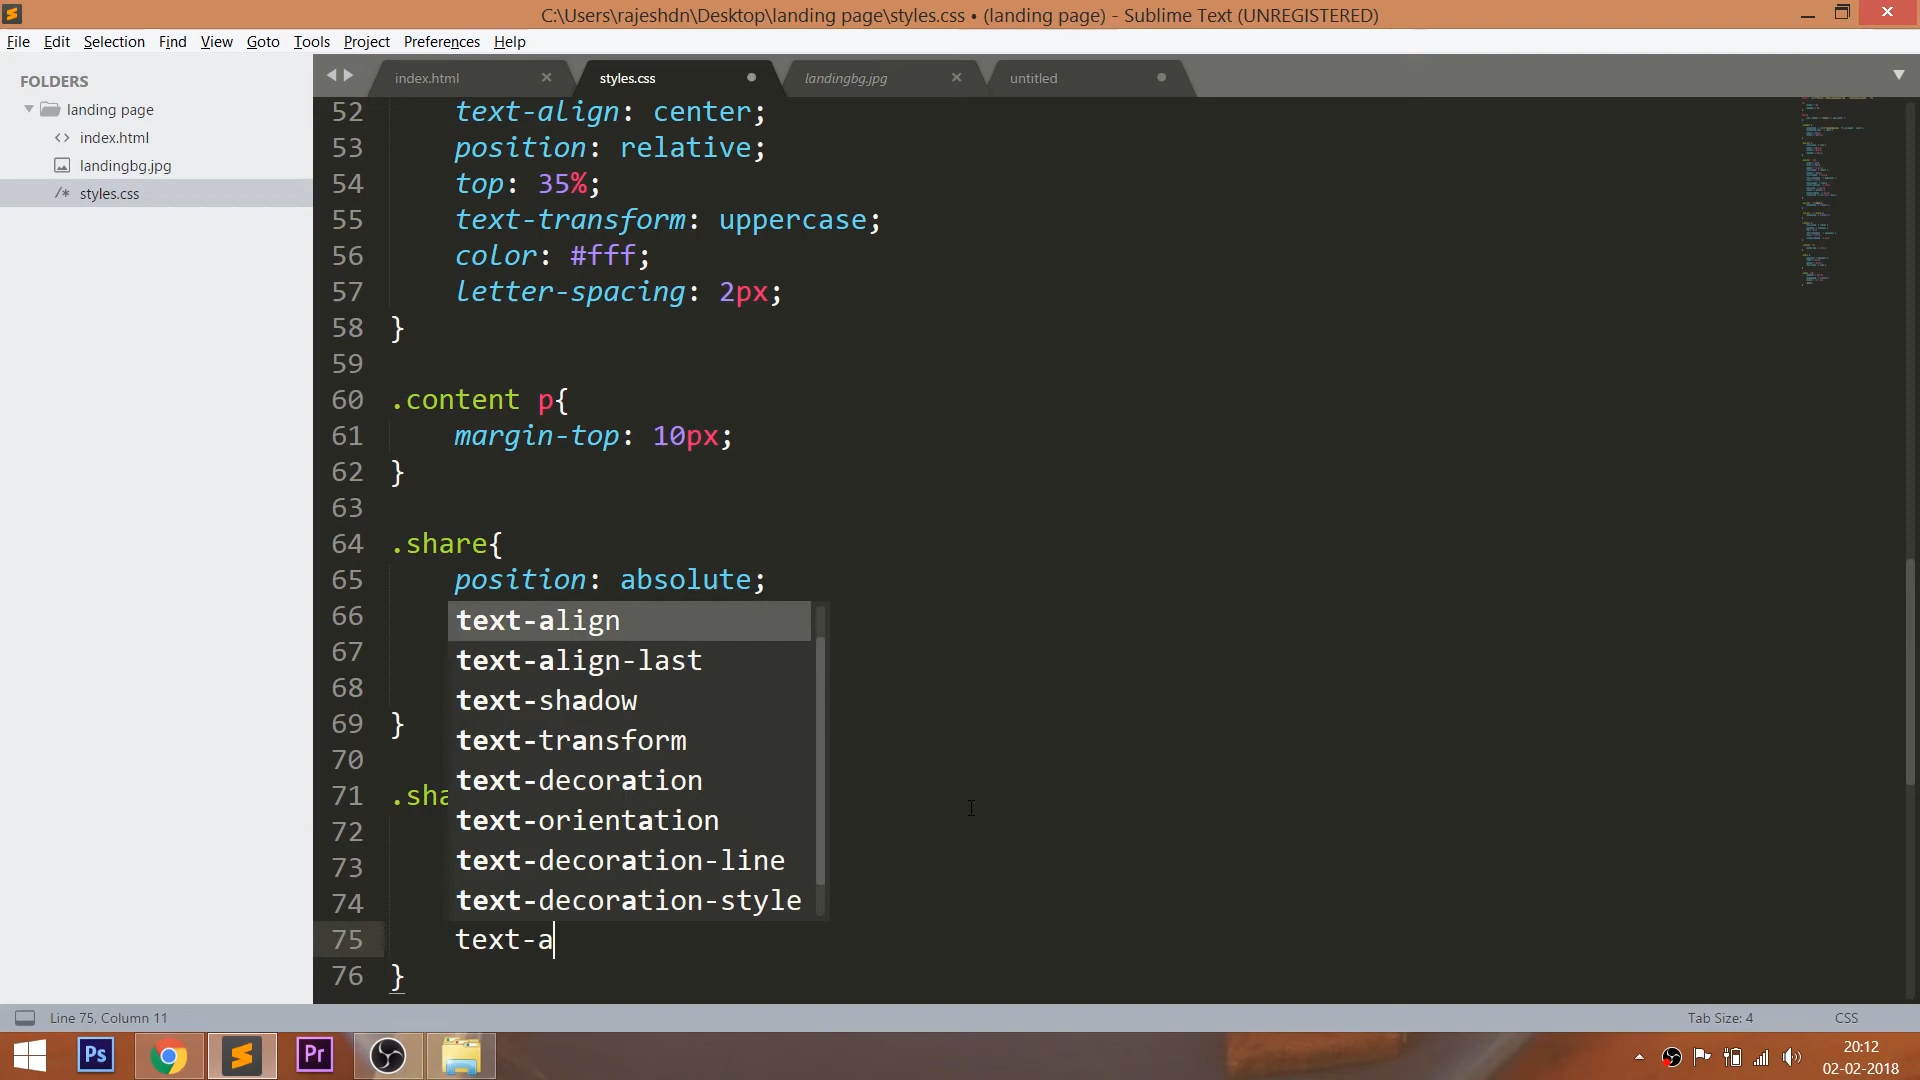 C:\Users\rajeshdn\Desktop\landing page\styles.css • (landing page) - Sublime Text (UNREGISTERED)
File Edit Selection Find View Goto Tools Project Preferences Help
FOLDERS
landing page
<> index.html
landingbg.jpg
/* styles.css
index.html × styles.css • landingbg.jpg × untitled •
52 text-align: center;
53 position: relative;
54 top: 35%;
55 text-transform: uppercase;
56 color: #fff;
57 letter-spacing: 2px;
58 }
59
60 .content p{
61 margin-top: 10px;
62 }
63
64 .share{
65 position: absolute;
66 text-align
67 text-align-last
68 text-shadow
69 } text-transform
70 text-decoration
71 .sha text-orientation
72 text-decoration-line
73 text-decoration-style
74
75 text-a
76 }
Line 75, Column 11 Tab Size: 4 CSS
Ps Pr
20:12
02-02-2018